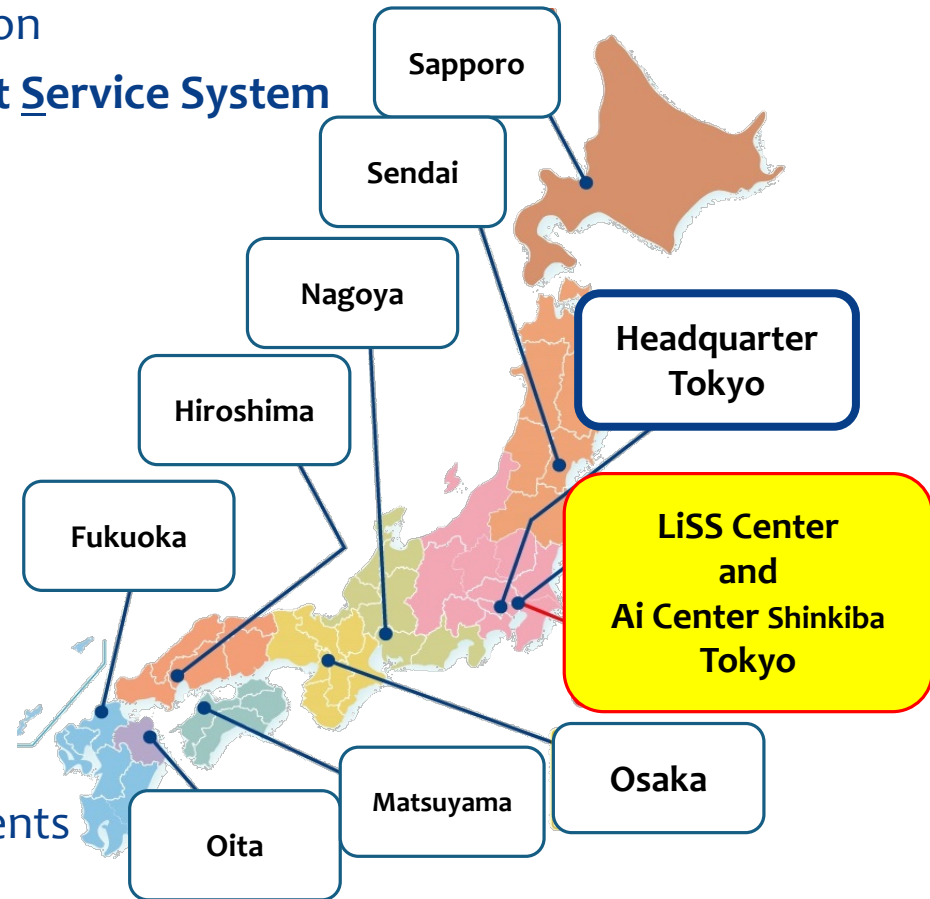 on
t Service System
Sapporo
Sendai
Nagoya
Headquarter
Tokyo
Hiroshima
LiSS Center
and
Ai Center Shinkiba
Tokyo
Fukuoka
Osaka
Matsuyama
Oita
ents